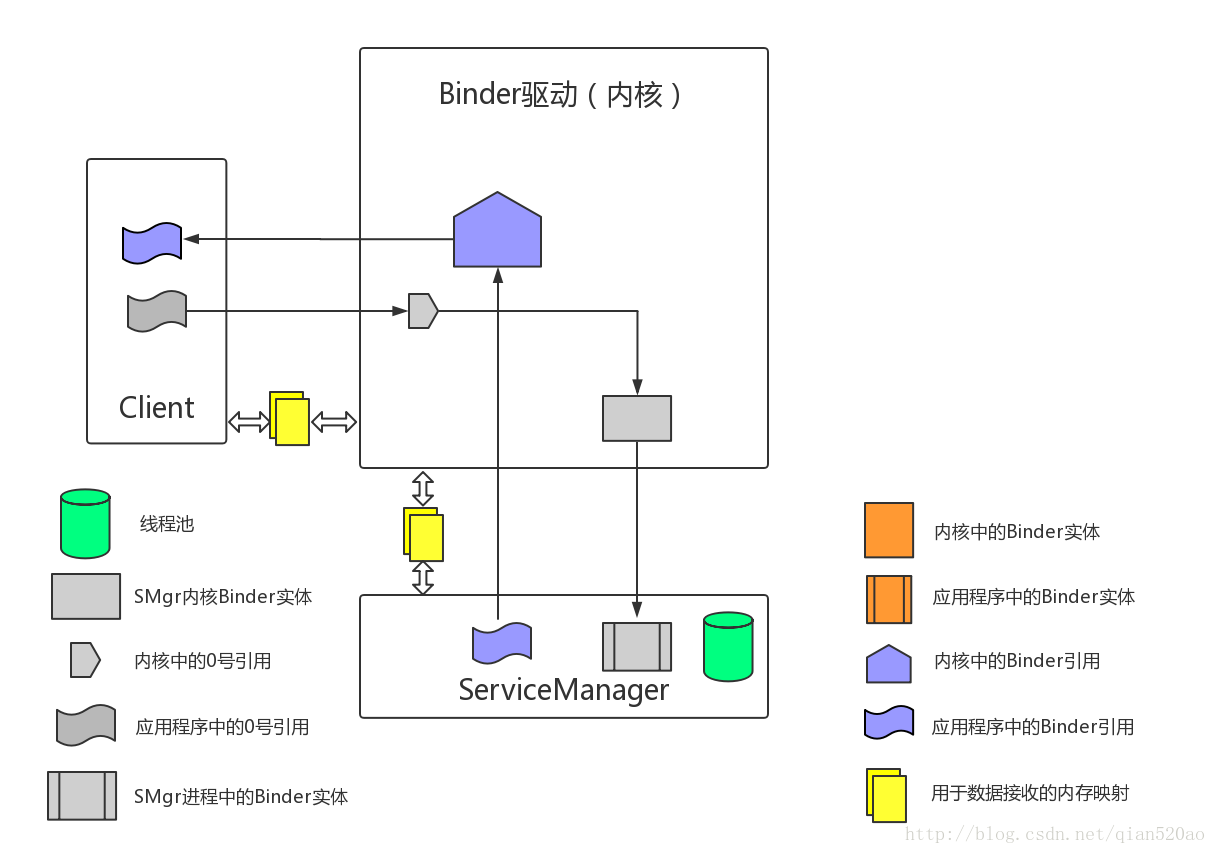 Binder驱动（内核）
Client
ServiceManager
线程池
SMgr内核Binder实体
内核中的0号引用
应用程序中的0号引用
SMgr进程中的Binder实体
内核中的Binder实体
应用程序中的Binder实体
内核中的Binder引用
应用程序中的Binder引用
用于数据接收的内存映射
http://blog.csdn.net/qian520ao